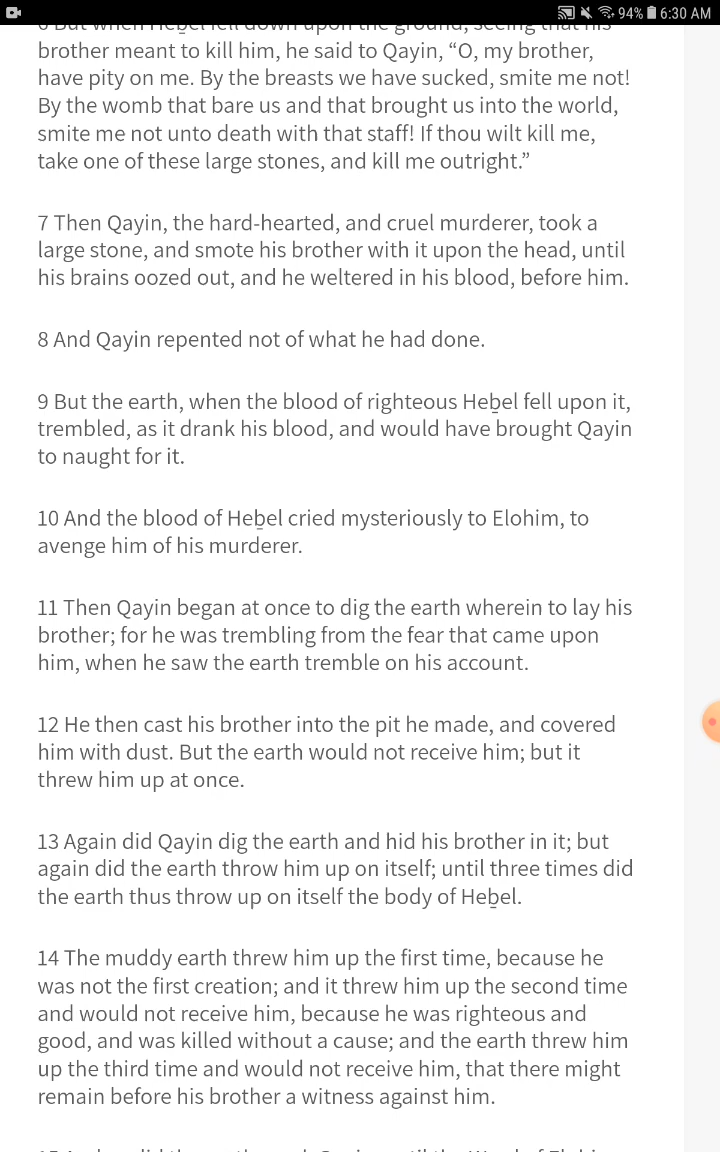 94% 6:30 AM
6 But when Heḇel fell down upon the ground, seeing that his
brother meant to kill him, he said to Qayin, “O, my brother,
have pity on me. By the breasts we have sucked, smite me not!
By the womb that bare us and that brought us into the world,
smite me not unto death with that staff! If thou wilt kill me,
take one of these large stones, and kill me outright.”
7 Then Qayin, the hard-hearted, and cruel murderer, took a
large stone, and smote his brother with it upon the head, until
his brains oozed out, and he weltered in his blood, before him.
8 And Qayin repented not of what he had done.
9 But the earth, when the blood of righteous Heḇel fell upon it,
trembled, as it drank his blood, and would have brought Qayin
to naught for it.
10 And the blood of Heḇel cried mysteriously to Elohim, to
avenge him of his murderer.
11 Then Qayin began at once to dig the earth wherein to lay his
brother; for he was trembling from the fear that came upon
him, when he saw the earth tremble on his account.
12 He then cast his brother into the pit he made, and covered
him with dust. But the earth would not receive him; but it
threw him up at once.
13 Again did Qayin dig the earth and hid his brother in it; but
again did the earth throw him up on itself; until three times did
the earth thus throw up on itself the body of Heḇel.
14 The muddy earth threw him up the first time, because he
was not the first creation; and it threw him up the second time
and would not receive him, because he was righteous and
good, and was killed without a cause; and the earth threw him
up the third time and would not receive him, that there might
remain before his brother a witness against him.